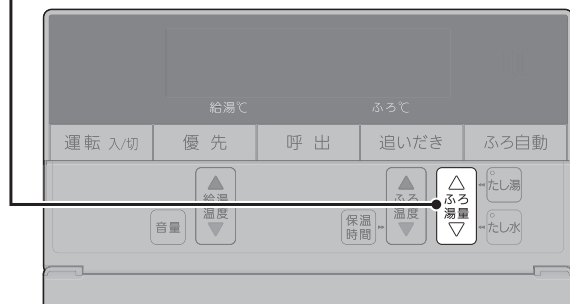 給湯℃ ふろ℃
運転 入/切 優先 呼出 追いだき ふろ自動
給湯温度 ふろ温度 ふろ湯量 たし湯
音量 保温時間 たし水